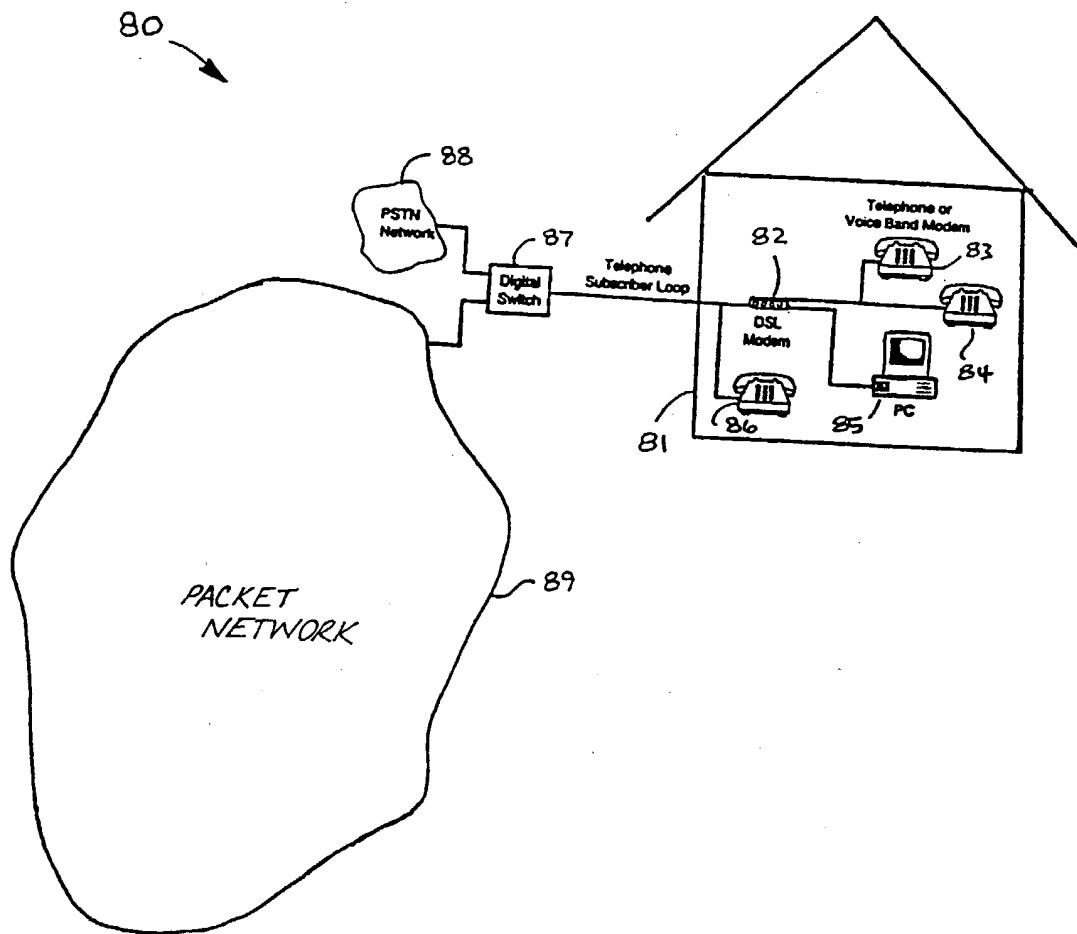 80
88
PSTN
Network
87
Digital
Switch
Telephone
Subscriber Loop
82
DSL
Modem
Telephone or
Voice Band Modem
83
84
86
85
PC
81
PACKET
NETWORK
89